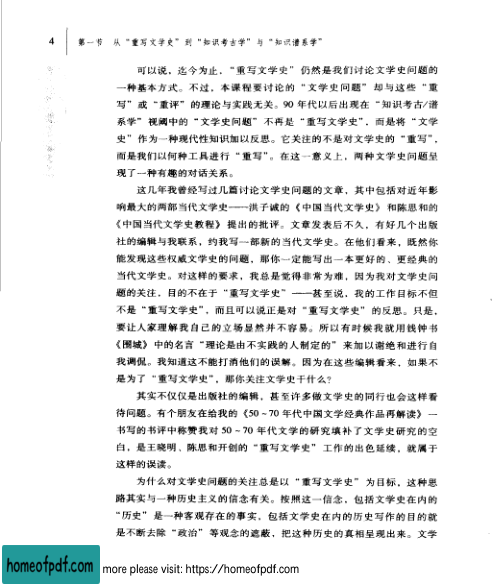 4 第一节 从“重写文学史”到“知识考古学”与“知识谱系学”
可以说，迄今为止，“重写文学史”仍然是我们讨论文学史问题的
一种基本方式。不过，本课程要讨论的“文学史问题”却与这些“重
写”或“重评”的理论与实践无关。90 年代以后出现在“知识考古/谱
系学”视阈中的“文学史问题”不再是“重写文学史”，而是将“文学
史”作为一种现代性知识加以反思。它关注的不是对文学史的“重写”，
而是我们以何种工具进行“重写”。在这一意义上，两种文学史问题呈
现了一种有趣的对话关系。
这几年我曾经写过几篇讨论文学史问题的文章，其中包括对近年影
响最大的两部当代文学史——洪子诚的《中国当代文学史》和陈思和的
《中国当代文学史教程》提出的批评。文章发表后不久，有好几个出版
社的编辑与我联系，约我写一部新的当代文学史。在他们看来，既然你
能发现这些权威文学史的问题，那你一定能写出一本更好的、更经典的
当代文学史。对这样的要求，我总是觉得非常为难，因为我对文学史问
题的关注，目的不在于“重写文学史”——甚至说，我的工作目标不但
不是“重写文学史”，而且可以说正是对“重写文学史”的反思。只是，
要让人家理解我自己的立场显然并不容易。所以有时候我就用钱钟书
《围城》中的名言“理论是由不实践的人制定的”来加以谢绝和进行自
我调侃。我知道这不能打消他们的误解。因为在这些编辑看来，如果不
是为了“重写文学史”，那你关注文学史干什么？
其实不仅仅是出版社的编辑，甚至许多做文学史的同行也会这样看
待问题。有个朋友在给我的《50～70 年代中国文学经典作品再解读》一
书写的书评中称赞我对 50～70 年代文学的研究填补了文学史研究的空
白，是王晓明、陈思和开创的“重写文学史”工作的出色延续，就属于
这样的误读。
为什么对文学史问题的关注总是以“重写文学史”为目标，这种思
路其实与一种历史主义的信念有关。按照这一信念，包括文学史在内的
“历史”是一种客观存在的事实，包括文学史在内的历史写作的目的就
是不断去除“政治”等观念的遮蔽，把这种历史的真相呈现出来。文学
homeofpdf.com more please visit: https://homeofpdf.com